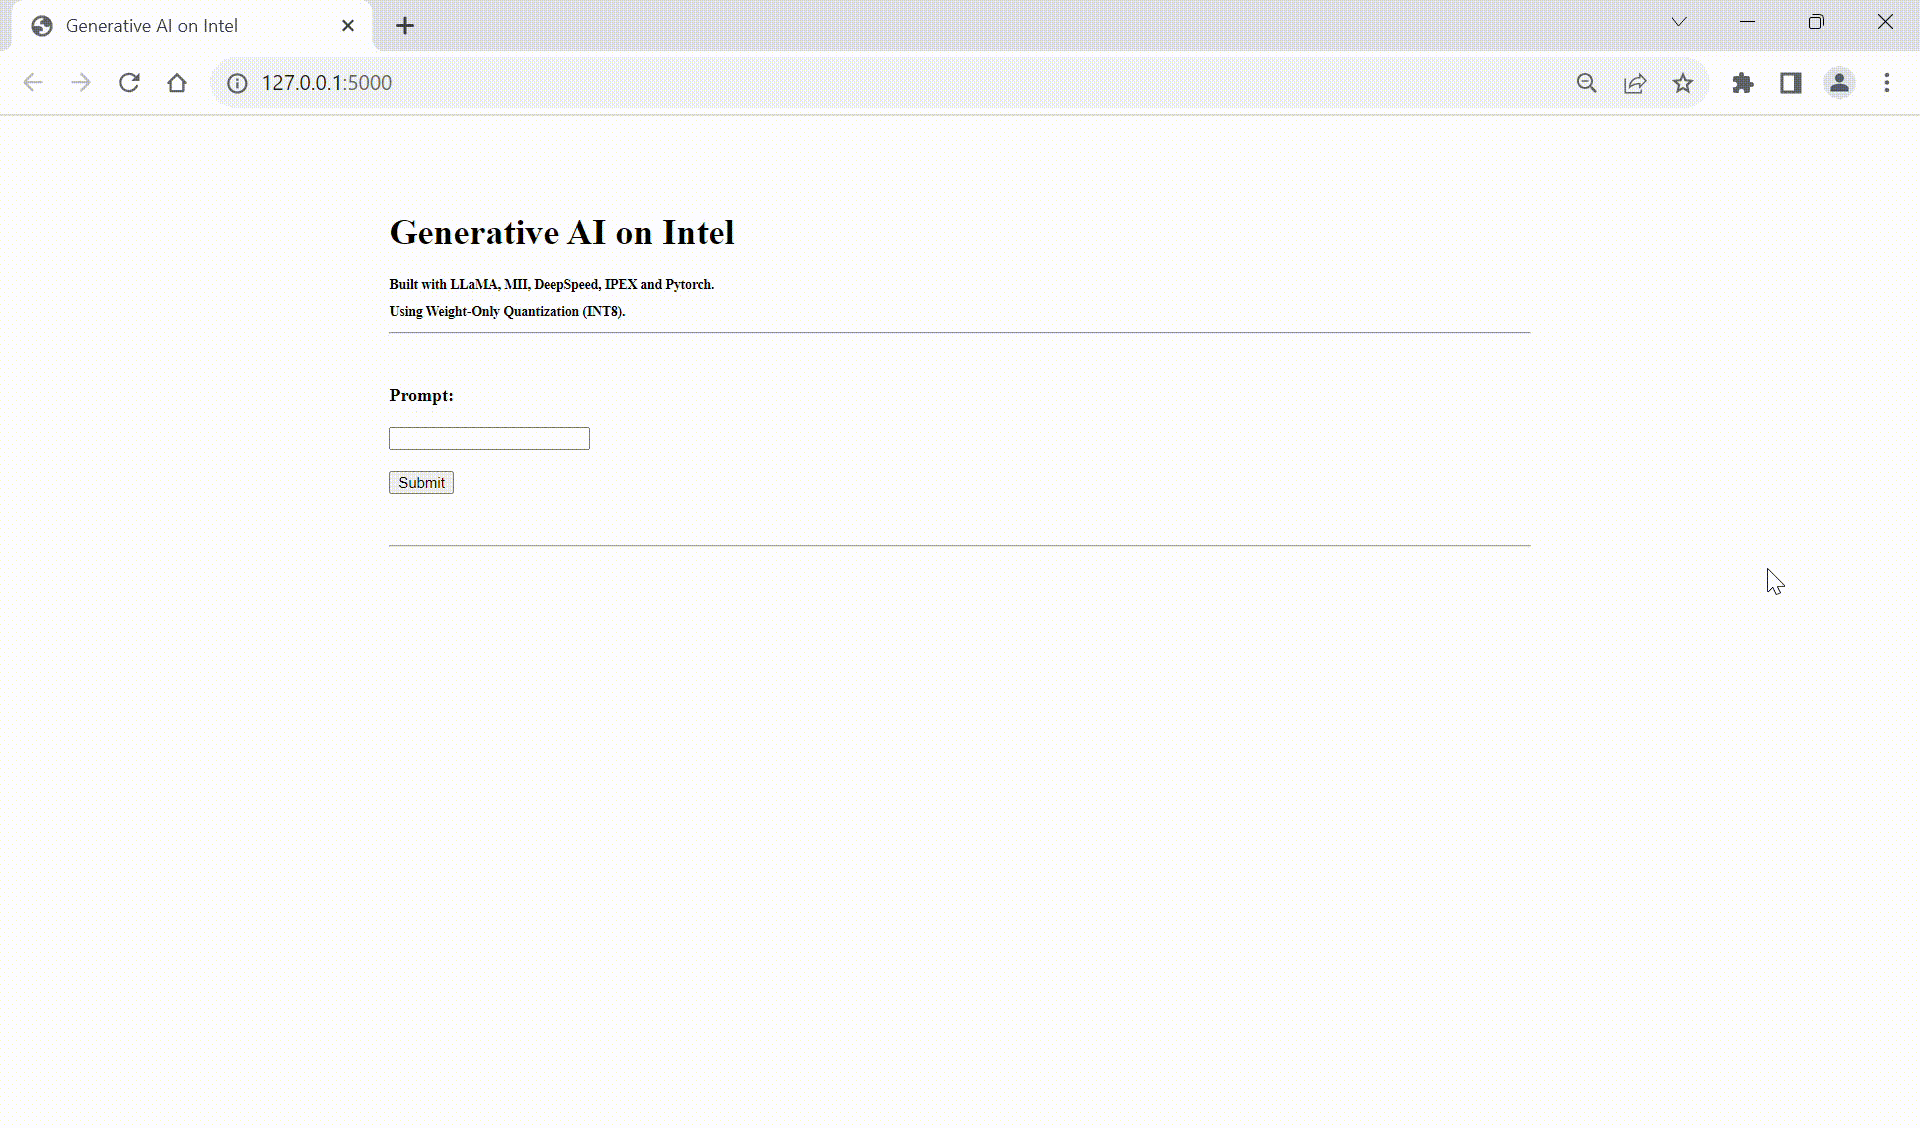 Generative AI on Intel
127.0.0.1:5000
Generative AI on Intel
Built with LLaMA, MII, DeepSpeed, IPEX and Pytorch.
Using Weight-Only Quantization (INT8).
Prompt:
Submit